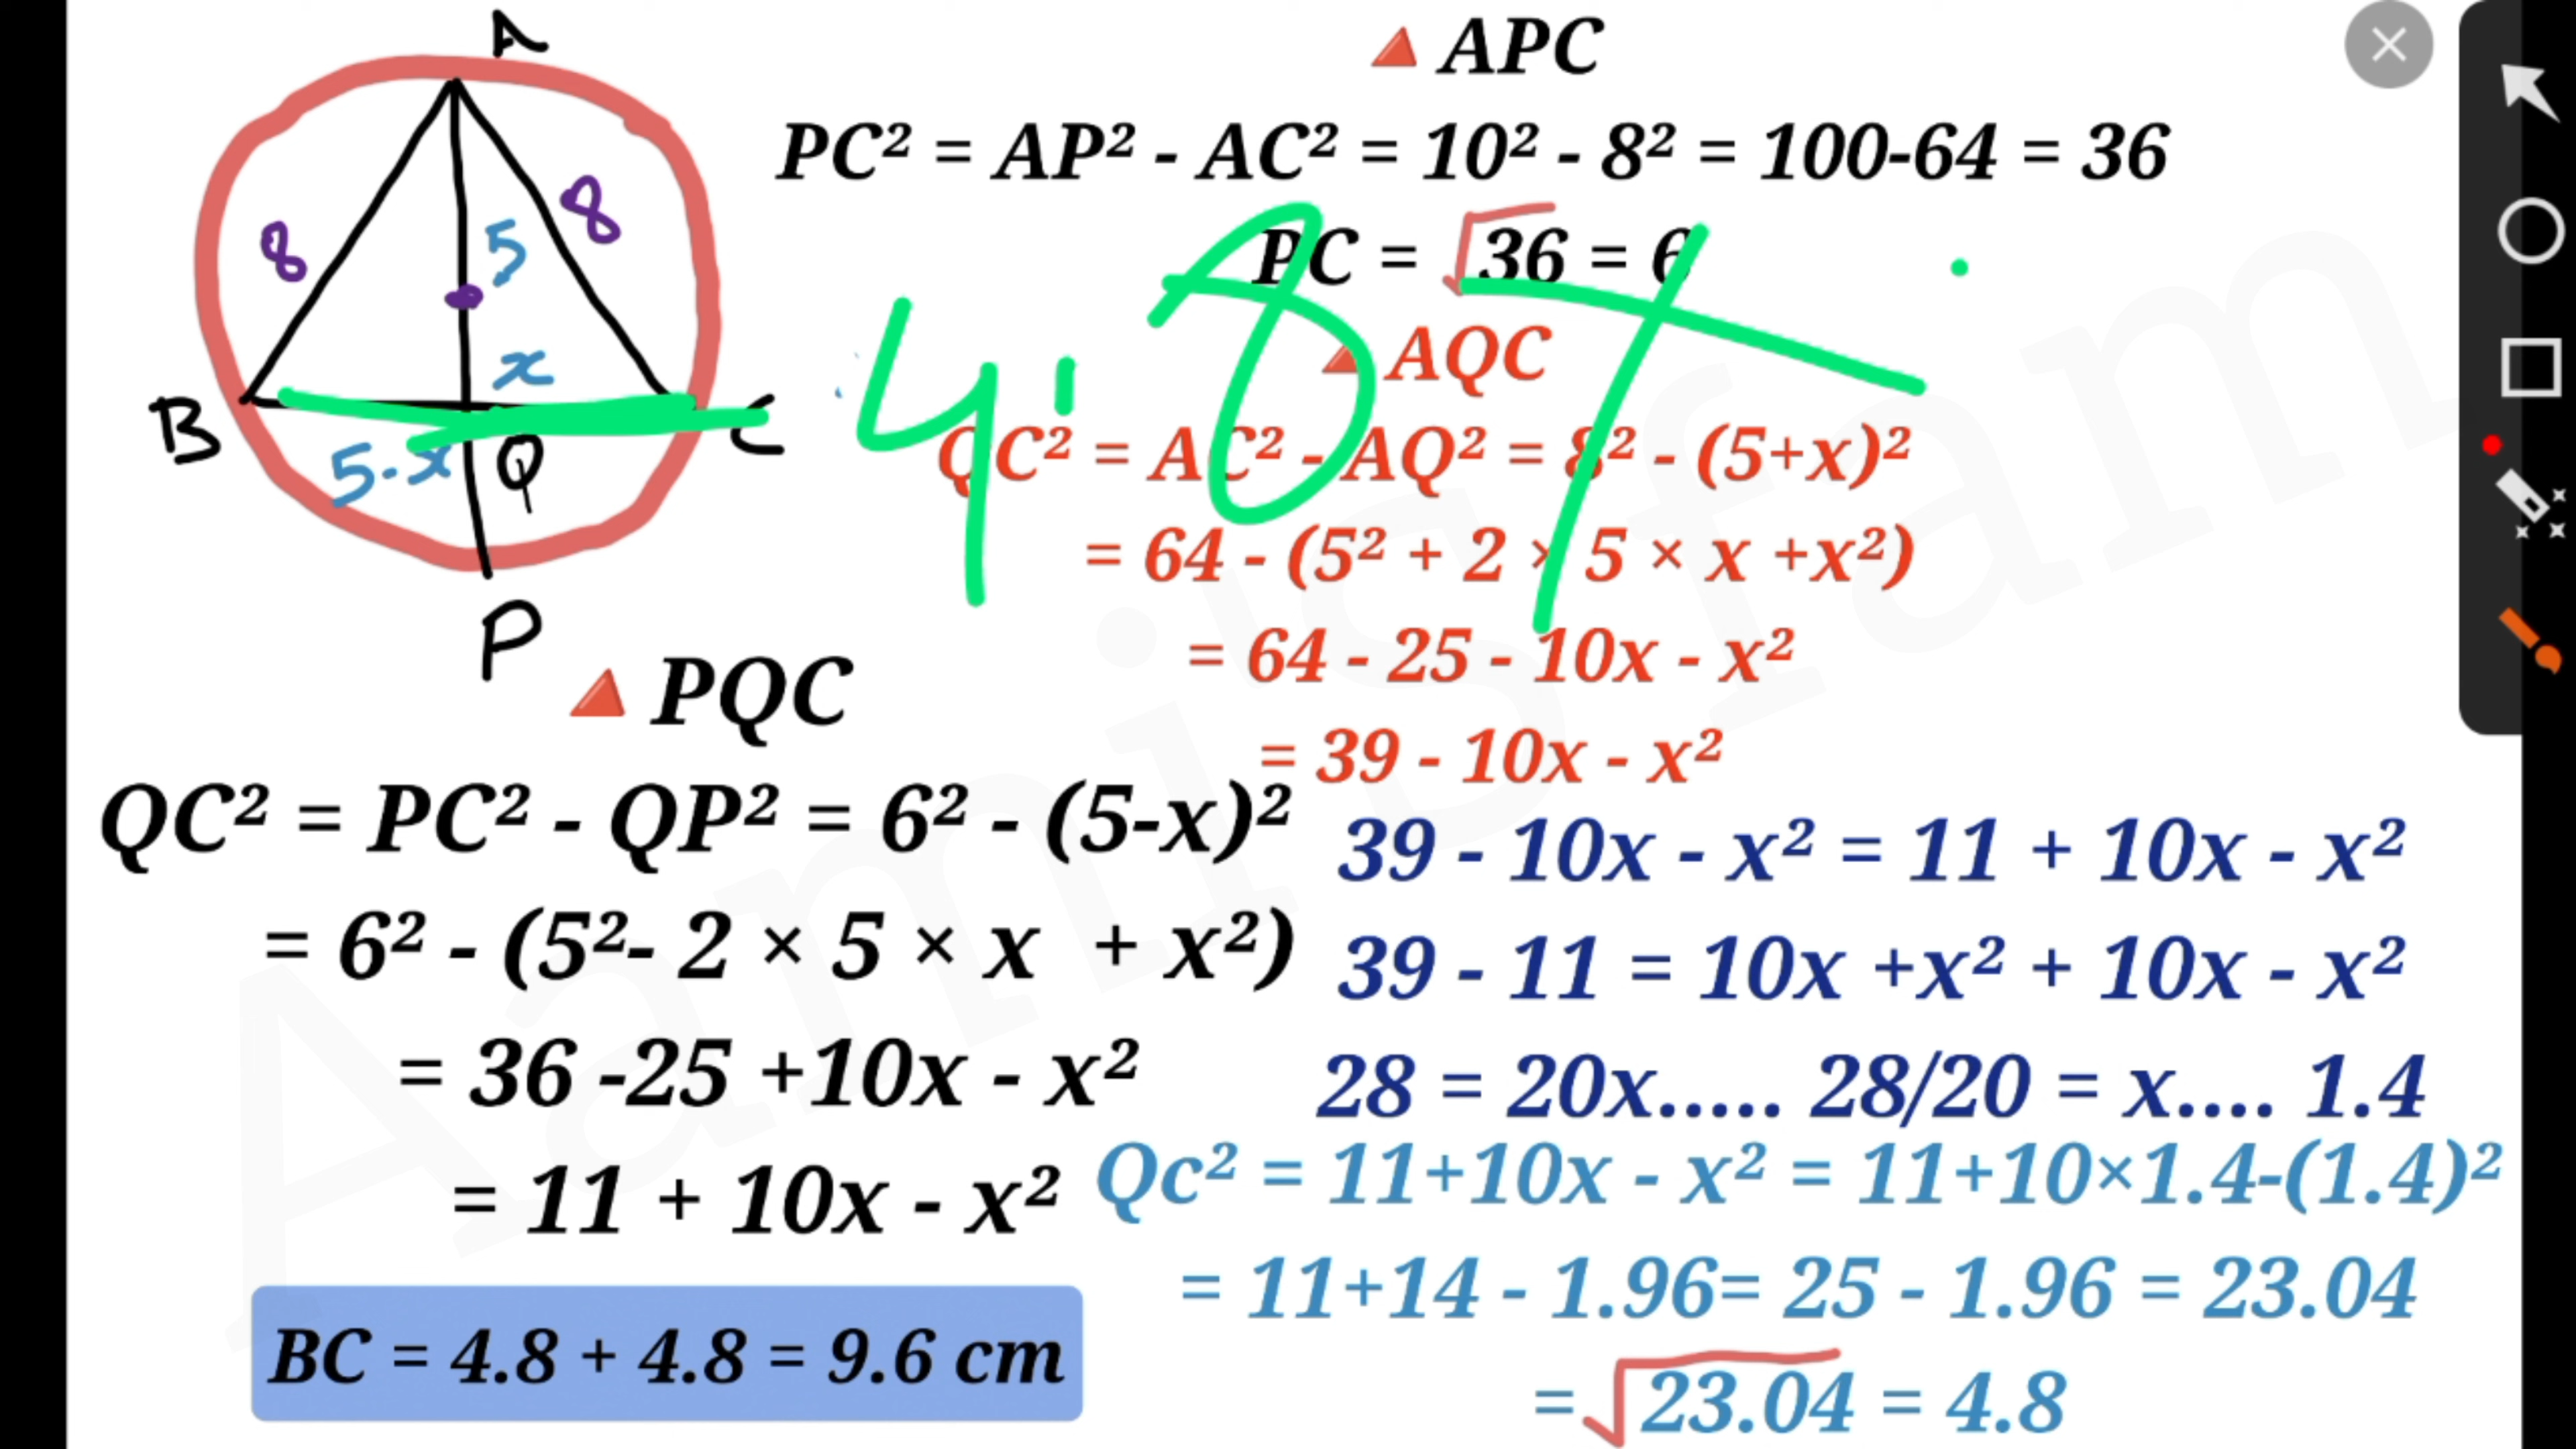 A
8
5
8
x
B
C
5-x
Q
P
▲APC
PC² = AP² - AC² = 10² - 8² = 100-64 = 36
PC = √36 = 6
4.8
▲AQC
QC² = AC² - AQ² = 8² - (5+x)²
= 64 - (5² + 2 × 5 × x +x²)
= 64 - 25 - 10x - x²
= 39 - 10x - x²
▲PQC
QC² = PC² - QP² = 6² - (5-x)²
= 6² - (5²- 2 × 5 × x + x²)
= 36 -25 +10x - x²
= 11 + 10x - x²
39 - 10x - x² = 11 + 10x - x²
39 - 11 = 10x +x² + 10x - x²
28 = 20x..... 28/20 = x.... 1.4
Qc² = 11+10x - x² = 11+10×1.4-(1.4)²
= 11+14 - 1.96= 25 - 1.96 = 23.04
= √23.04 = 4.8
BC = 4.8 + 4.8 = 9.6 cm